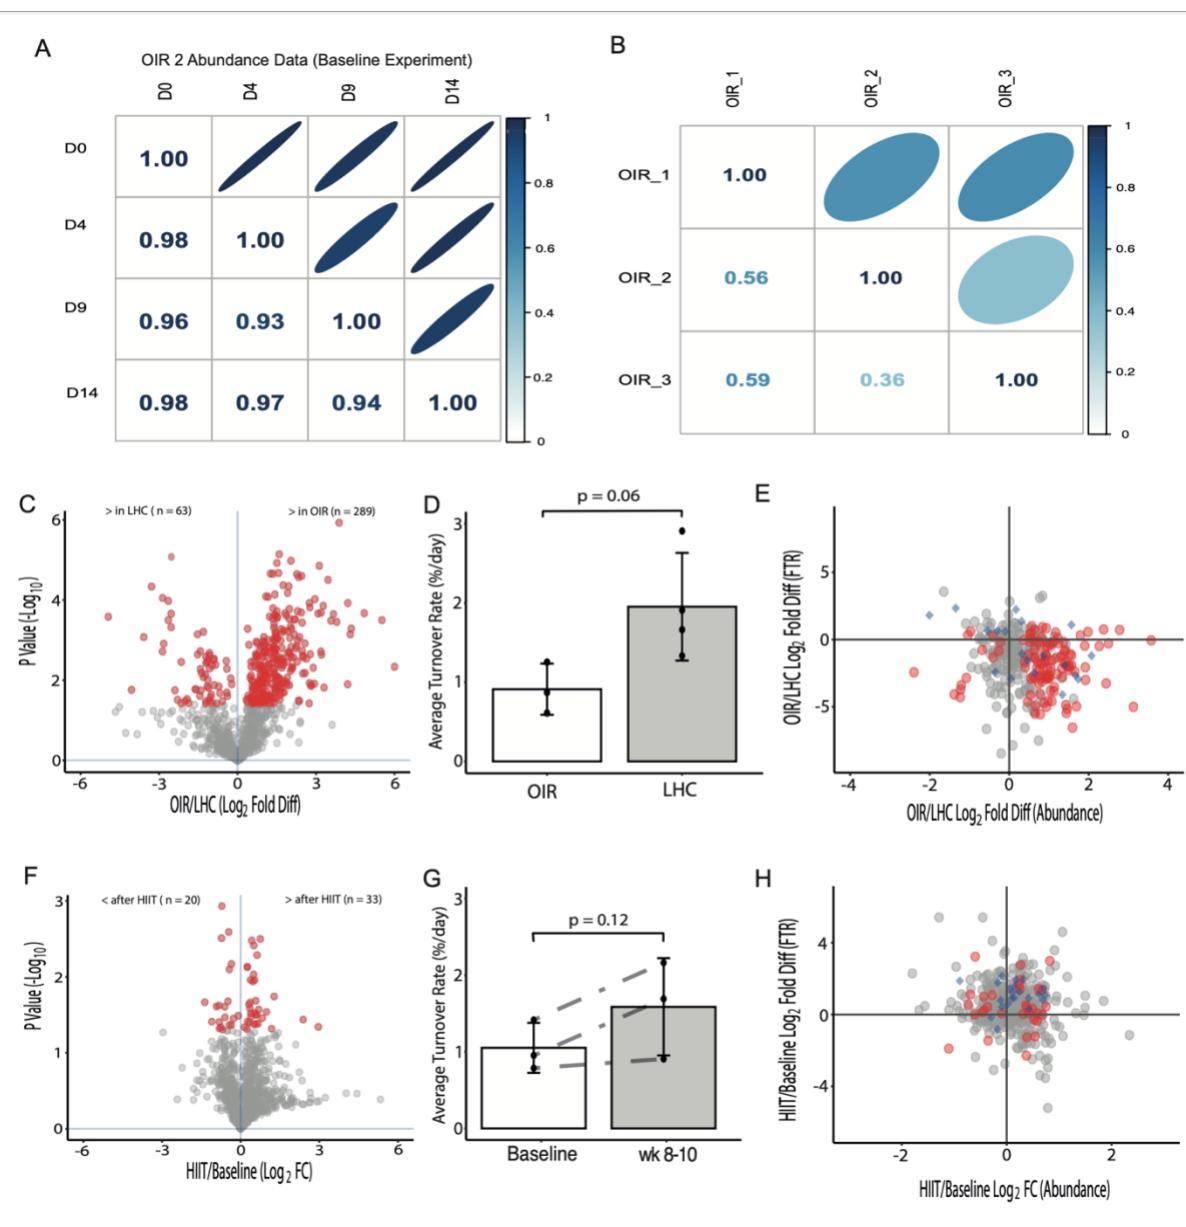 A
OIR 2 Abundance Data (Baseline Experiment)
D0 D4 D9 D14
D0 1.00
D4 0.98 1.00
D9 0.96 0.93 1.00
D14 0.98 0.97 0.94 1.00
1
0.8
0.6
0.4
0.2
0
B
OIR_1 OIR_2 OIR_3
OIR_1 1.00
OIR_2 0.56 1.00
OIR_3 0.59 0.36 1.00
1
0.8
0.6
0.4
0.2
0
C
> in LHC ( n = 63) > in OIR (n = 289)
P Value (-Log10)
6
4
2
0
-6 -3 0 3 6
OIR/LHC (Log2 Fold Diff)
D
p = 0.06
Average Turnover Rate (%/day)
3
2
1
0
OIR LHC
E
OIR/LHC Log2 Fold Diff (FTR)
5
0
-5
-4 -2 0 2 4
OIR/LHC Log2 Fold Diff (Abundance)
F
< after HIIT ( n = 20) > after HIIT (n = 33)
P Value (-Log10)
3
2
1
0
-6 -3 0 3 6
HIIT/Baseline (Log2 FC)
G
p = 0.12
Average Turnover Rate (%/day)
3
2
1
0
Baseline wk 8-10
H
HIIT/Baseline Log2 Fold Diff (FTR)
4
0
-4
-2 0 2
HIIT/Baseline Log2 FC (Abundance)